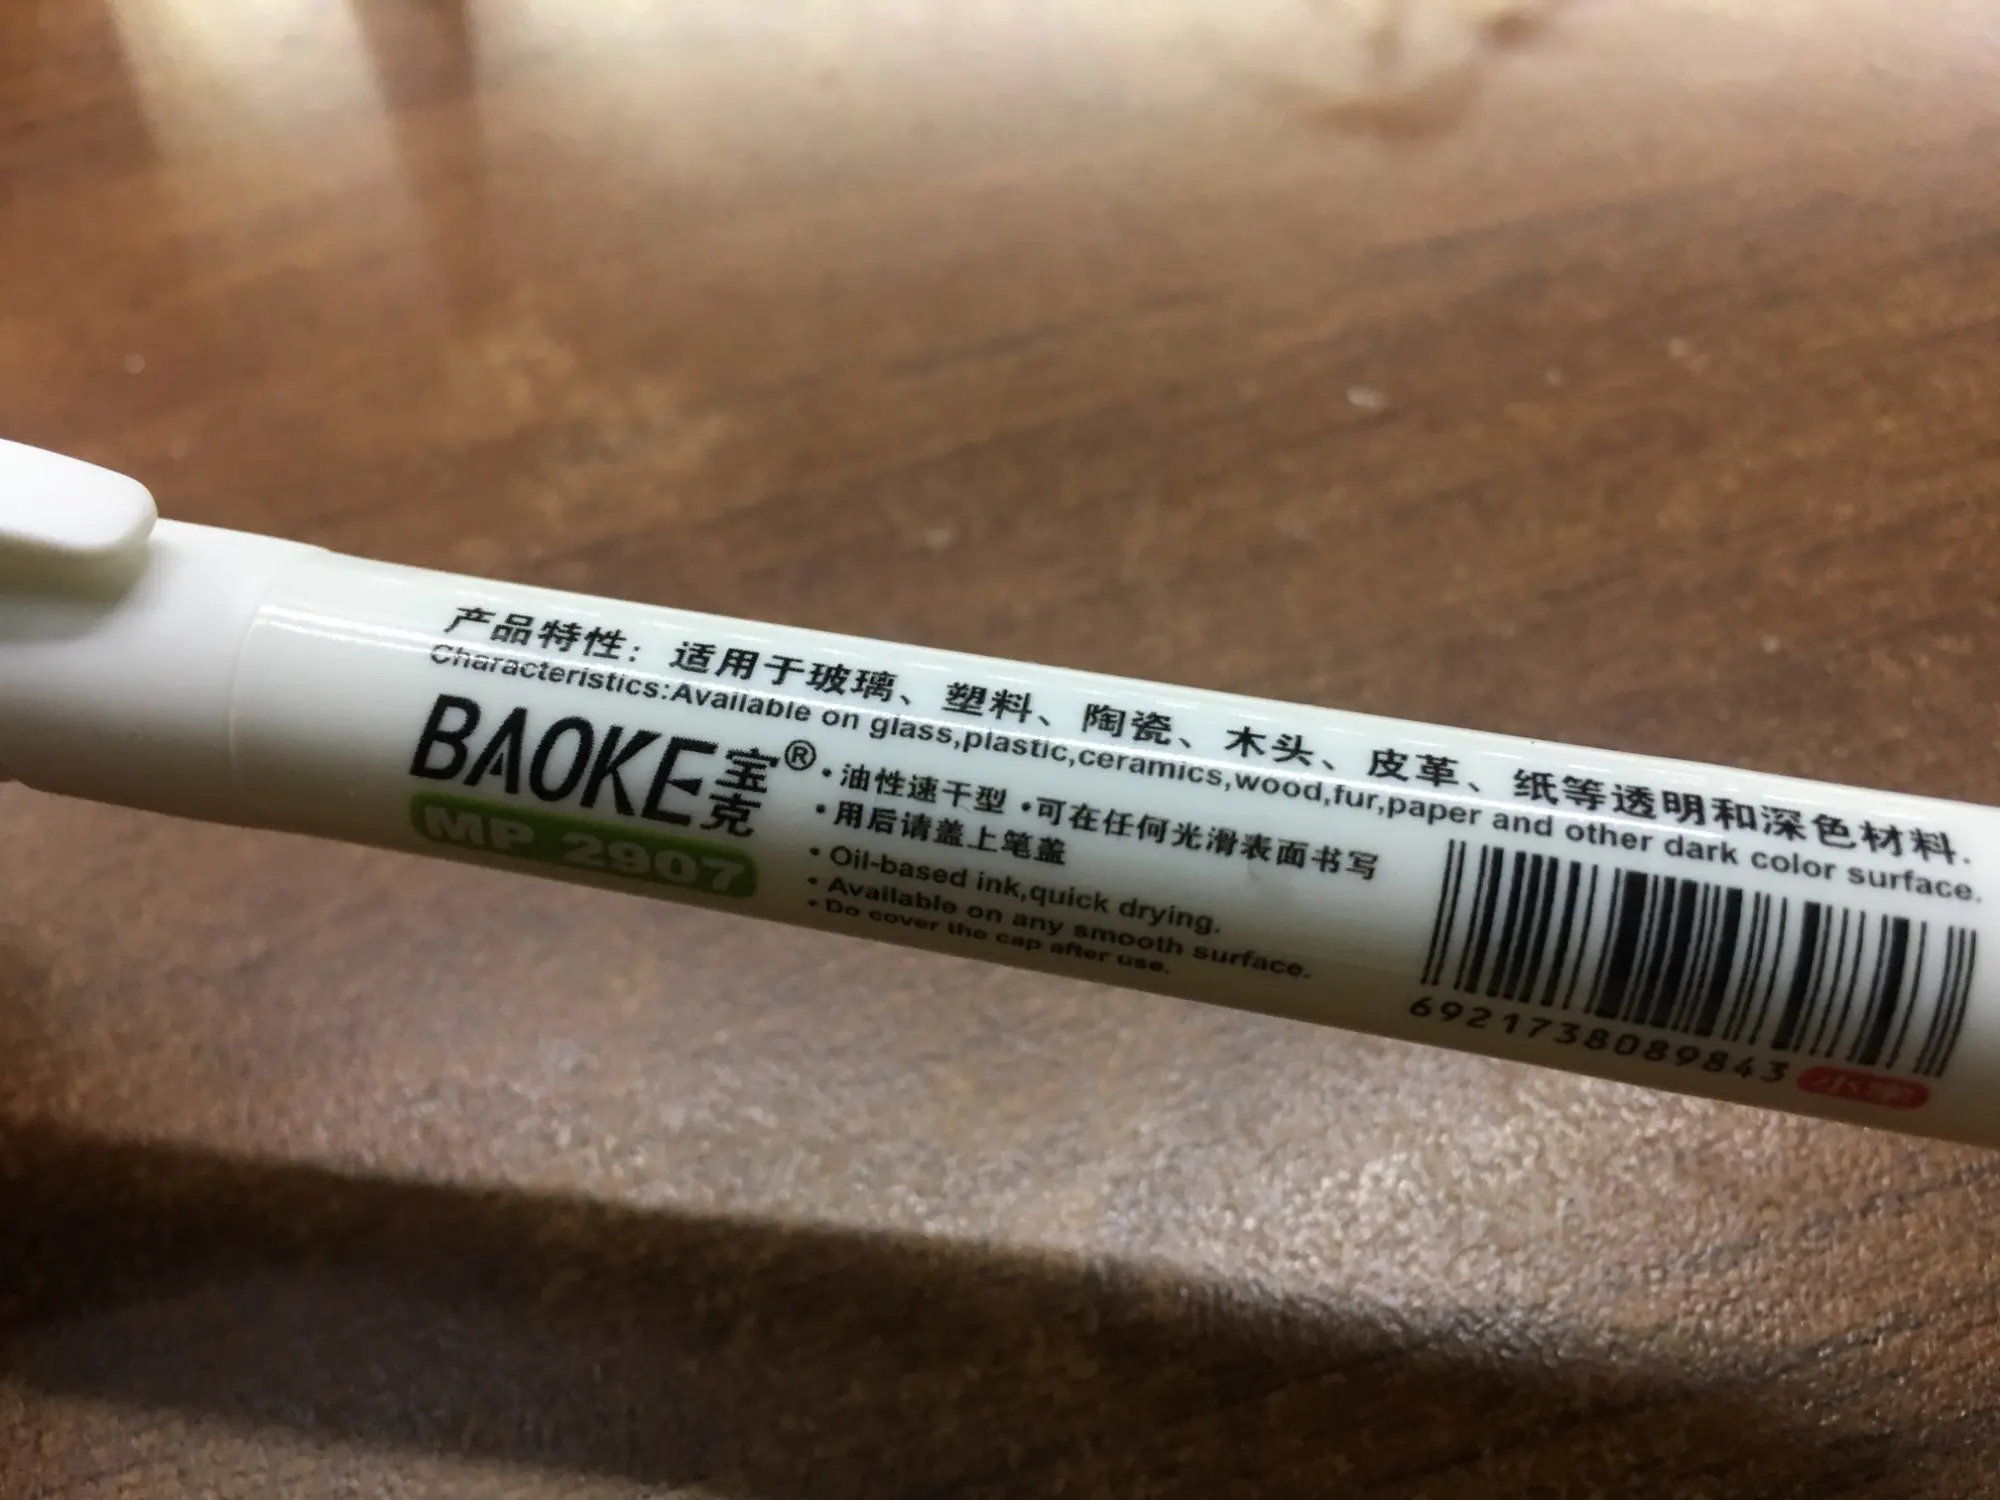 产品特性：适用于玻璃、塑料、陶瓷、木头、皮革、纸等透明和深色材料.
Characteristics:Available on glass,plastic,ceramics,wood,fur,paper and other dark color surface.
BAOKE宝克®
MP 2907
•油性速干型 •可在任何光滑表面书写
•用后请盖上笔盖
• Oil-based ink,quick drying.
• Available on any smooth surface.
• Do cover the cap after use.
6921738089843
小字